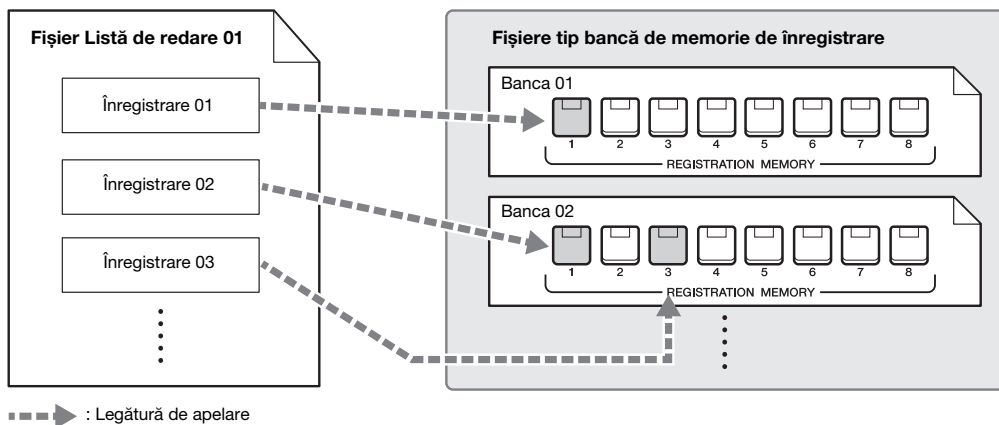 Fișier Listă de redare 01
Înregistrare 01
Înregistrare 02
Înregistrare 03
Fișiere tip bancă de memorie de înregistrare
Banca 01
1 2 3 4 5 6 7 8
REGISTRATION MEMORY
Banca 02
1 2 3 4 5 6 7 8
REGISTRATION MEMORY
: Legătură de apelare